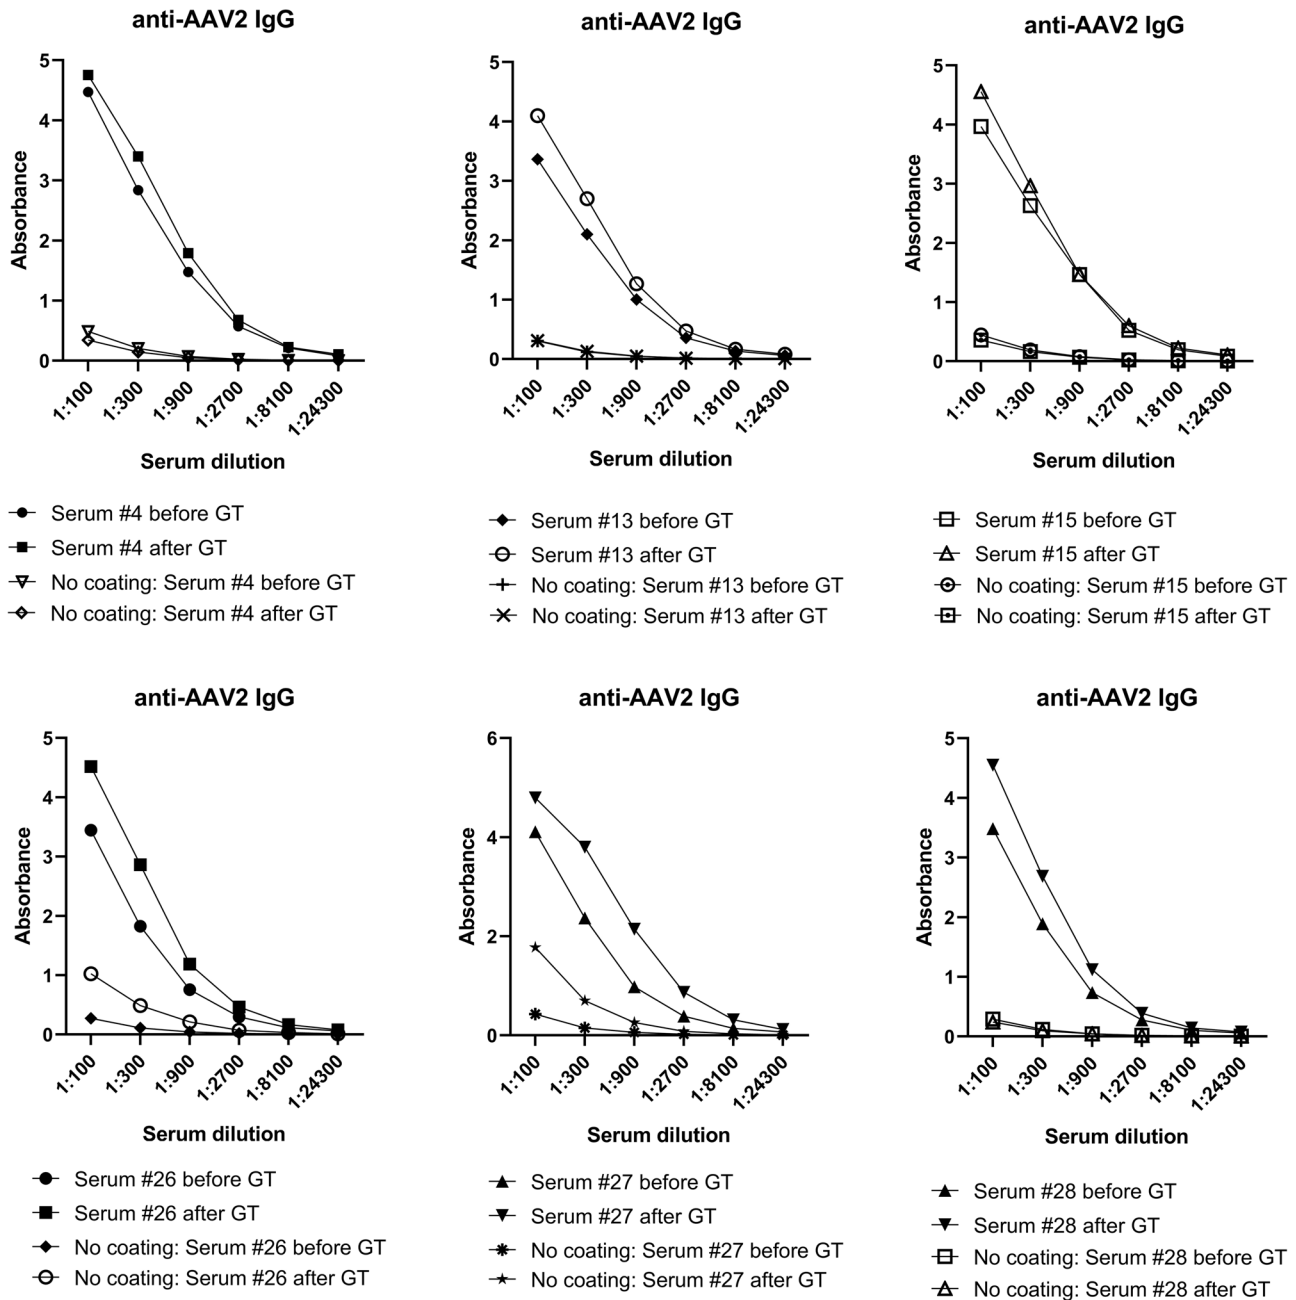 anti-AAV2 IgG
5
4
3
2
1
0
Absorbance
1:100
1:300
1:900
1:2700
1:8100
1:24300
Serum dilution
Serum #4 before GT
Serum #4 after GT
No coating: Serum #4 before GT
No coating: Serum #4 after GT
anti-AAV2 IgG
5
4
3
2
1
0
Absorbance
1:100
1:300
1:900
1:2700
1:8100
1:24300
Serum dilution
Serum #13 before GT
Serum #13 after GT
No coating: Serum #13 before GT
No coating: Serum #13 after GT
anti-AAV2 IgG
5
4
3
2
1
0
Absorbance
1:100
1:300
1:900
1:2700
1:8100
1:24300
Serum dilution
Serum #15 before GT
Serum #15 after GT
No coating: Serum #15 before GT
No coating: Serum #15 after GT
anti-AAV2 IgG
5
4
3
2
1
0
Absorbance
1:100
1:300
1:900
1:2700
1:8100
1:24300
Serum dilution
Serum #26 before GT
Serum #26 after GT
No coating: Serum #26 before GT
No coating: Serum #26 after GT
anti-AAV2 IgG
6
4
2
0
Absorbance
1:100
1:300
1:900
1:2700
1:8100
1:24300
Serum dilution
Serum #27 before GT
Serum #27 after GT
No coating: Serum #27 before GT
No coating: Serum #27 after GT
anti-AAV2 IgG
5
4
3
2
1
0
Absorbance
1:100
1:300
1:900
1:2700
1:8100
1:24300
Serum dilution
Serum #28 before GT
Serum #28 after GT
No coating: Serum #28 before GT
No coating: Serum #28 after GT